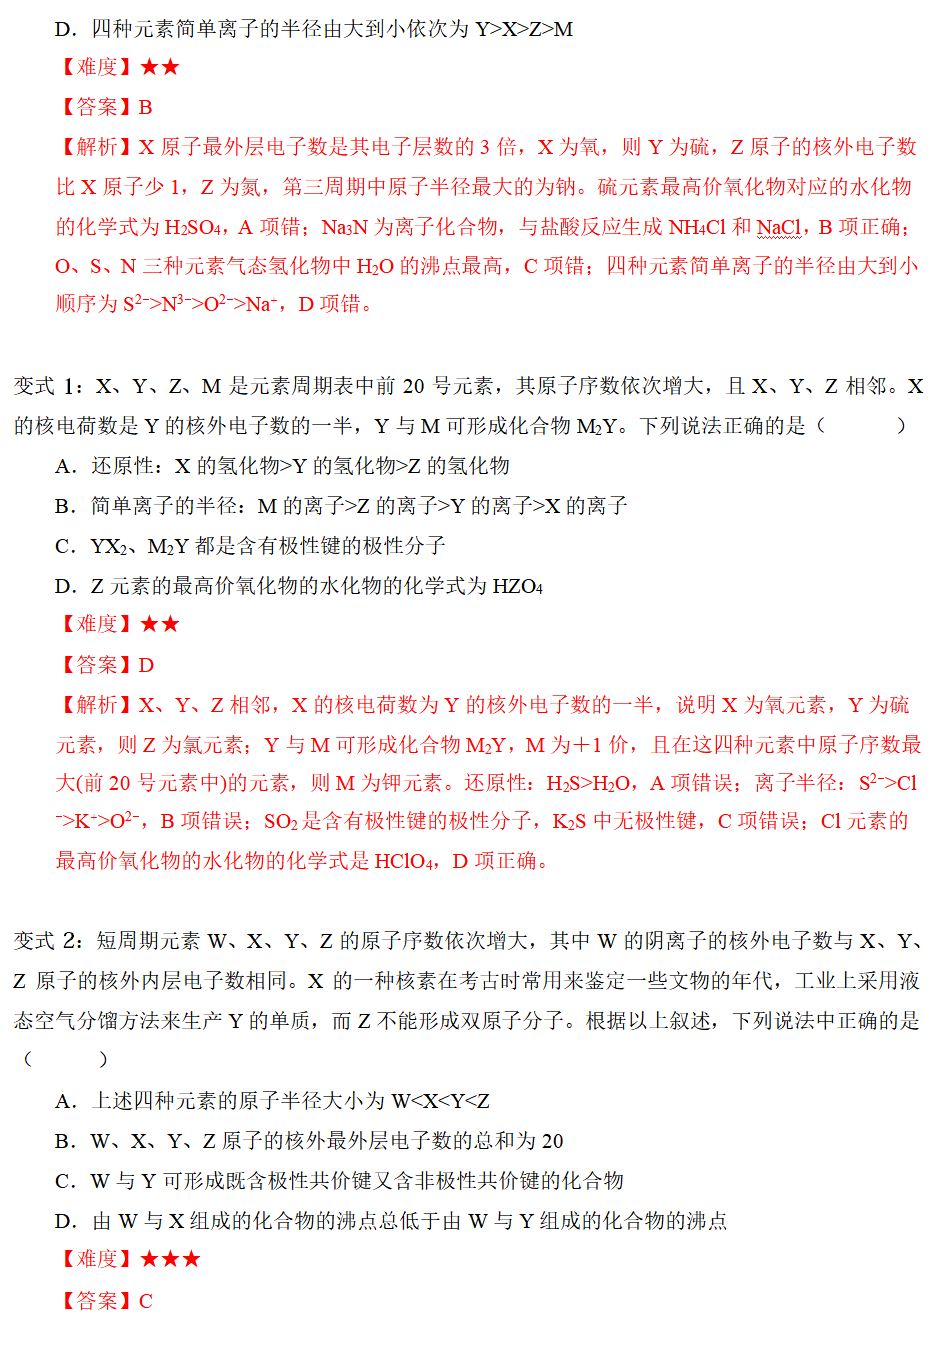 D．四种元素简单离子的半径由大到小依次为 Y>X>Z>M
【难度】★★
【答案】B
【解析】X 原子最外层电子数是其电子层数的 3 倍，X 为氧，则 Y 为硫，Z 原子的核外电子数
比 X 原子少 1，Z 为氮，第三周期中原子半径最大的为钠。硫元素最高价氧化物对应的水化物
的化学式为 H₂SO₄，A 项错；Na₃N 为离子化合物，与盐酸反应生成 NH₄Cl 和 NaCl，B 项正确；
O、S、N 三种元素气态氢化物中 H₂O 的沸点最高，C 项错；四种元素简单离子的半径由大到小
顺序为 S²⁻>N³⁻>O²⁻>Na⁺，D 项错。
变式 1：X、Y、Z、M 是元素周期表中前 20 号元素，其原子序数依次增大，且 X、Y、Z 相邻。X
的核电荷数是 Y 的核外电子数的一半，Y 与 M 可形成化合物 M₂Y。下列说法正确的是（　　　）
A．还原性：X 的氢化物>Y 的氢化物>Z 的氢化物
B．简单离子的半径：M 的离子>Z 的离子>Y 的离子>X 的离子
C．YX₂、M₂Y 都是含有极性键的极性分子
D．Z 元素的最高价氧化物的水化物的化学式为 HZO₄
【难度】★★
【答案】D
【解析】X、Y、Z 相邻，X 的核电荷数为 Y 的核外电子数的一半，说明 X 为氧元素，Y 为硫
元素，则 Z 为氯元素；Y 与 M 可形成化合物 M₂Y，M 为＋1 价，且在这四种元素中原子序数最
大(前 20 号元素中)的元素，则 M 为钾元素。还原性：H₂S>H₂O，A 项错误；离子半径：S²⁻>Cl
⁻>K⁺>O²⁻，B 项错误；SO₂ 是含有极性键的极性分子，K₂S 中无极性键，C 项错误；Cl 元素的
最高价氧化物的水化物的化学式是 HClO₄，D 项正确。
变式 2：短周期元素 W、X、Y、Z 的原子序数依次增大，其中 W 的阴离子的核外电子数与 X、Y、
Z 原子的核外内层电子数相同。X 的一种核素在考古时常用来鉴定一些文物的年代，工业上采用液
态空气分馏方法来生产 Y 的单质，而 Z 不能形成双原子分子。根据以上叙述，下列说法中正确的是
（　　　）
A．上述四种元素的原子半径大小为 W<X<Y<Z
B．W、X、Y、Z 原子的核外最外层电子数的总和为 20
C．W 与 Y 可形成既含极性共价键又含非极性共价键的化合物
D．由 W 与 X 组成的化合物的沸点总低于由 W 与 Y 组成的化合物的沸点
【难度】★★★
【答案】C